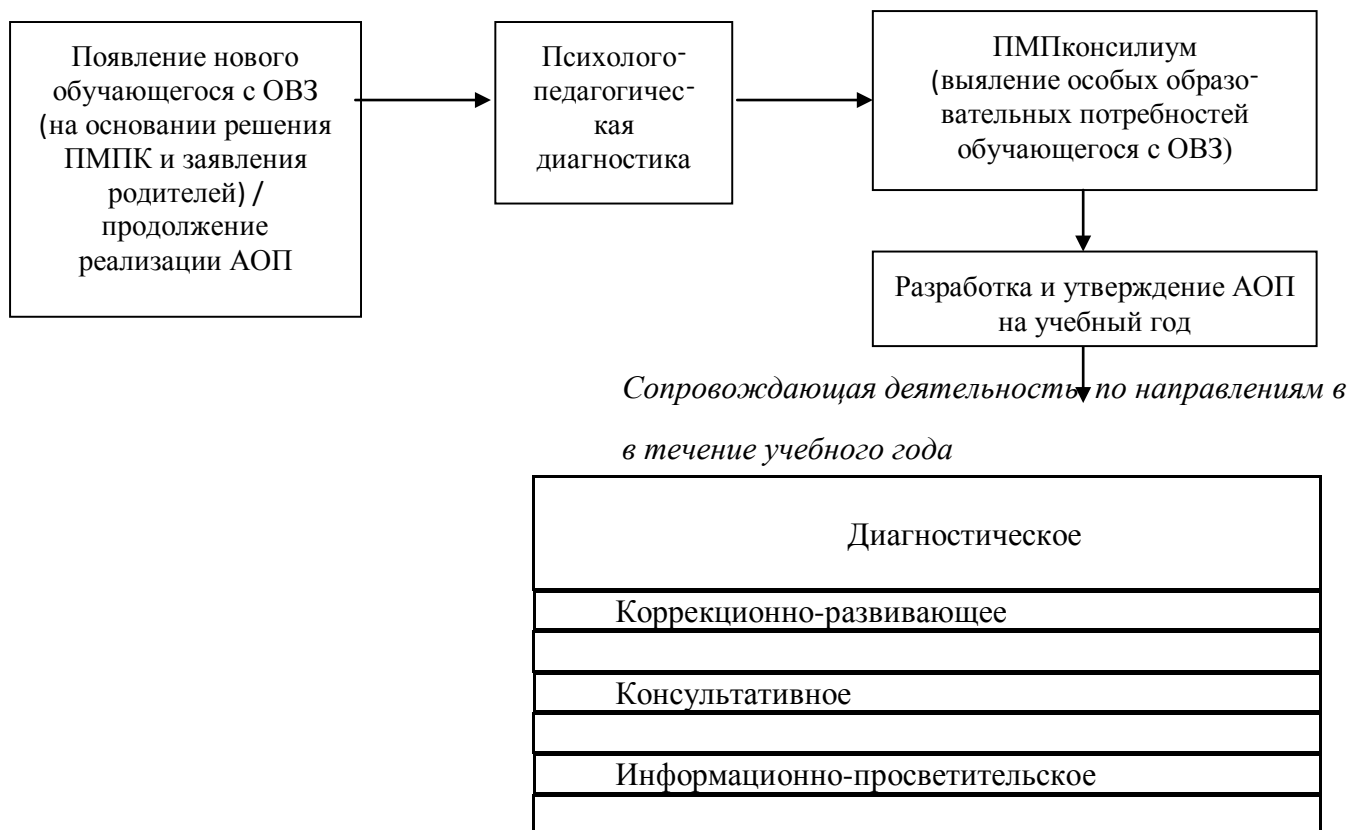 Появление нового
обучающегося с ОВЗ
(на основании решения
ПМПК и заявления
родителей) /
продолжение
реализации АОП
Психолого-
педагогичес-
кая
диагностика
ПМПконсилиум
(выяление особых образо-
вательных потребностей
обучающегося с ОВЗ)
Разработка и утверждение АОП
на учебный год
Сопровождающая деятельность по направлениям в
в течение учебного года
Диагностическое
Коррекционно-развивающее
Консультативное
Информационно-просветительское